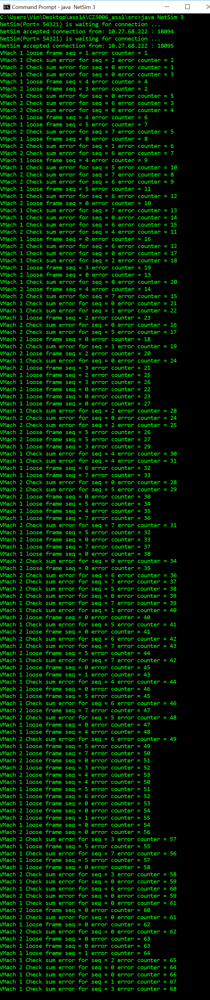 Command Prompt - java  NetSim 3
C:\Users\Vin\Desktop\ass1A\CZ3006_ass1\src>java NetSim 3
NetSim(Port= 54321) is waiting for connection ...
NetSim accepted connection from: 10.27.68.222 : 18094
NetSim(Port= 54321) is waiting for connection ...
NetSim accepted connection from: 10.27.68.222 : 18095
VMach 1 loose frame seq = 1 error counter = 1
VMach 1 Check sum error for seq = 2 error counter = 2
VMach 2 Check sum error for seq = 0 error counter = 1
VMach 1 Check sum error for seq = 0 error counter = 3
VMach 1 loose frame seq = 4 error counter = 4
VMach 2 loose frame seq = 3 error counter = 2
VMach 1 Check sum error for seq = 0 error counter = 5
VMach 2 Check sum error for seq = 6 error counter = 3
VMach 2 Check sum error for seq = 0 error counter = 4
VMach 1 loose frame seq = 4 error counter = 6
VMach 1 loose frame seq = 5 error counter = 7
VMach 2 Check sum error for seq = 7 error counter = 5
VMach 1 loose frame seq = 0 error counter = 8
VMach 2 Check sum error for seq = 1 error counter = 6
VMach 2 Check sum error for seq = 6 error counter = 7
VMach 1 loose frame seq = 4 error counter = 9
VMach 1 Check sum error for seq = 5 error counter = 10
VMach 2 Check sum error for seq = 7 error counter = 8
VMach 2 Check sum error for seq = 6 error counter = 9
VMach 1 loose frame seq = 5 error counter = 11
VMach 1 Check sum error for seq = 6 error counter = 12
VMach 2 loose frame seq = 0 error counter = 10
VMach 1 Check sum error for seq = 7 error counter = 13
VMach 1 Check sum error for seq = 0 error counter = 14
VMach 1 Check sum error for seq = 6 error counter = 15
VMach 2 Check sum error for seq = 4 error counter = 11
VMach 1 loose frame seq = 0 error counter = 16
VMach 2 Check sum error for seq = 6 error counter = 12
VMach 1 Check sum error for seq = 0 error counter = 17
VMach 1 Check sum error for seq = 2 error counter = 18
VMach 1 loose frame seq = 3 error counter = 19
VMach 2 loose frame seq = 0 error counter = 13
VMach 1 Check sum error for seq = 0 error counter = 20
VMach 2 loose frame seq = 4 error counter = 14
VMach 2 Check sum error for seq = 7 error counter = 15
VMach 1 Check sum error for seq = 0 error counter = 21
VMach 1 Check sum error for seq = 1 error counter = 22
VMach 1 loose frame seq = 2 error counter = 23
VMach 2 Check sum error for seq = 0 error counter = 16
VMach 2 Check sum error for seq = 5 error counter = 17
VMach 2 loose frame seq = 0 error counter = 18
VMach 2 Check sum error for seq = 1 error counter = 19
VMach 2 loose frame seq = 2 error counter = 20
VMach 1 Check sum error for seq = 0 error counter = 24
VMach 2 loose frame seq = 3 error counter = 21
VMach 1 loose frame seq = 2 error counter = 25
VMach 1 loose frame seq = 3 error counter = 26
VMach 2 loose frame seq = 0 error counter = 22
VMach 2 loose frame seq = 0 error counter = 23
VMach 1 loose frame seq = 0 error counter = 27
VMach 1 Check sum error for seq = 2 error counter = 28
VMach 2 Check sum error for seq = 0 error counter = 24
VMach 2 Check sum error for seq = 2 error counter = 25
VMach 2 loose frame seq = 5 error counter = 26
VMach 2 loose frame seq = 5 error counter = 27
VMach 1 loose frame seq = 3 error counter = 29
VMach 1 Check sum error for seq = 4 error counter = 30
VMach 1 Check sum error for seq = 4 error counter = 31
VMach 1 loose frame seq = 6 error counter = 32
VMach 1 loose frame seq = 7 error counter = 33
VMach 2 Check sum error for seq = 0 error counter = 28
VMach 2 Check sum error for seq = 5 error counter = 29
VMach 2 loose frame seq = 0 error counter = 30
VMach 1 loose frame seq = 5 error counter = 34
VMach 1 loose frame seq = 4 error counter = 35
VMach 1 loose frame seq = 7 error counter = 36
VMach 2 Check sum error for seq = 7 error counter = 31
VMach 2 loose frame seq = 5 error counter = 32
VMach 2 loose frame seq = 0 error counter = 33
VMach 1 loose frame seq = 7 error counter = 37
VMach 1 loose frame seq = 0 error counter = 38
VMach 2 Check sum error for seq = 0 error counter = 34
VMach 2 loose frame seq = 0 error counter = 35
VMach 2 Check sum error for seq = 6 error counter = 36
VMach 2 Check sum error for seq = 7 error counter = 37
VMach 2 Check sum error for seq = 5 error counter = 38
VMach 2 Check sum error for seq = 0 error counter = 39
VMach 1 Check sum error for seq = 7 error counter = 39
VMach 1 Check sum error for seq = 1 error counter = 40
VMach 2 loose frame seq = 0 error counter = 40
VMach 1 Check sum error for seq = 5 error counter = 41
VMach 2 loose frame seq = 0 error counter = 41
VMach 2 Check sum error for seq = 6 error counter = 42
VMach 2 Check sum error for seq = 7 error counter = 43
VMach 2 loose frame seq = 5 error counter = 44
VMach 1 Check sum error for seq = 7 error counter = 42
VMach 2 loose frame seq = 0 error counter = 45
VMach 1 loose frame seq = 1 error counter = 43
VMach 1 Check sum error for seq = 4 error counter = 44
VMach 2 loose frame seq = 0 error counter = 46
VMach 1 loose frame seq = 5 error counter = 45
VMach 1 Check sum error for seq = 6 error counter = 46
VMach 2 loose frame seq = 7 error counter = 47
VMach 2 Check sum error for seq = 5 error counter = 48
VMach 1 loose frame seq = 0 error counter = 47
VMach 1 loose frame seq = 4 error counter = 48
VMach 2 Check sum error for seq = 6 error counter = 49
VMach 1 loose frame seq = 5 error counter = 49
VMach 2 loose frame seq = 7 error counter = 50
VMach 2 loose frame seq = 0 error counter = 51
VMach 2 loose frame seq = 3 error counter = 52
VMach 2 loose frame seq = 4 error counter = 53
VMach 1 loose frame seq = 4 error counter = 50
VMach 1 loose frame seq = 5 error counter = 51
VMach 1 loose frame seq = 6 error counter = 52
VMach 1 loose frame seq = 0 error counter = 53
VMach 2 loose frame seq = 0 error counter = 54
VMach 2 loose frame seq = 1 error counter = 55
VMach 1 loose frame seq = 0 error counter = 54
VMach 2 loose frame seq = 0 error counter = 56
VMach 2 Check sum error for seq = 3 error counter = 57
VMach 1 loose frame seq = 5 error counter = 55
VMach 1 Check sum error for seq = 7 error counter = 56
VMach 1 loose frame seq = 5 error counter = 57
VMach 1 loose frame seq = 0 error counter = 58
VMach 2 Check sum error for seq = 3 error counter = 58
VMach 1 Check sum error for seq = 0 error counter = 59
VMach 1 Check sum error for seq = 6 error counter = 60
VMach 2 Check sum error for seq = 0 error counter = 59
VMach 1 Check sum error for seq = 0 error counter = 61
VMach 2 loose frame seq = 0 error counter = 60
VMach 2 Check sum error for seq = 0 error counter = 61
VMach 1 loose frame seq = 0 error counter = 62
VMach 2 Check sum error for seq = 0 error counter = 62
VMach 2 loose frame seq = 0 error counter = 63
VMach 1 loose frame seq = 0 error counter = 63
VMach 1 loose frame seq = 1 error counter = 64
VMach 1 Check sum error for seq = 2 error counter = 65
VMach 2 Check sum error for seq = 0 error counter = 64
VMach 1 Check sum error for seq = 0 error counter = 66
VMach 1 Check sum error for seq = 1 error counter = 67
VMach 1 Check sum error for seq = 3 error counter = 68